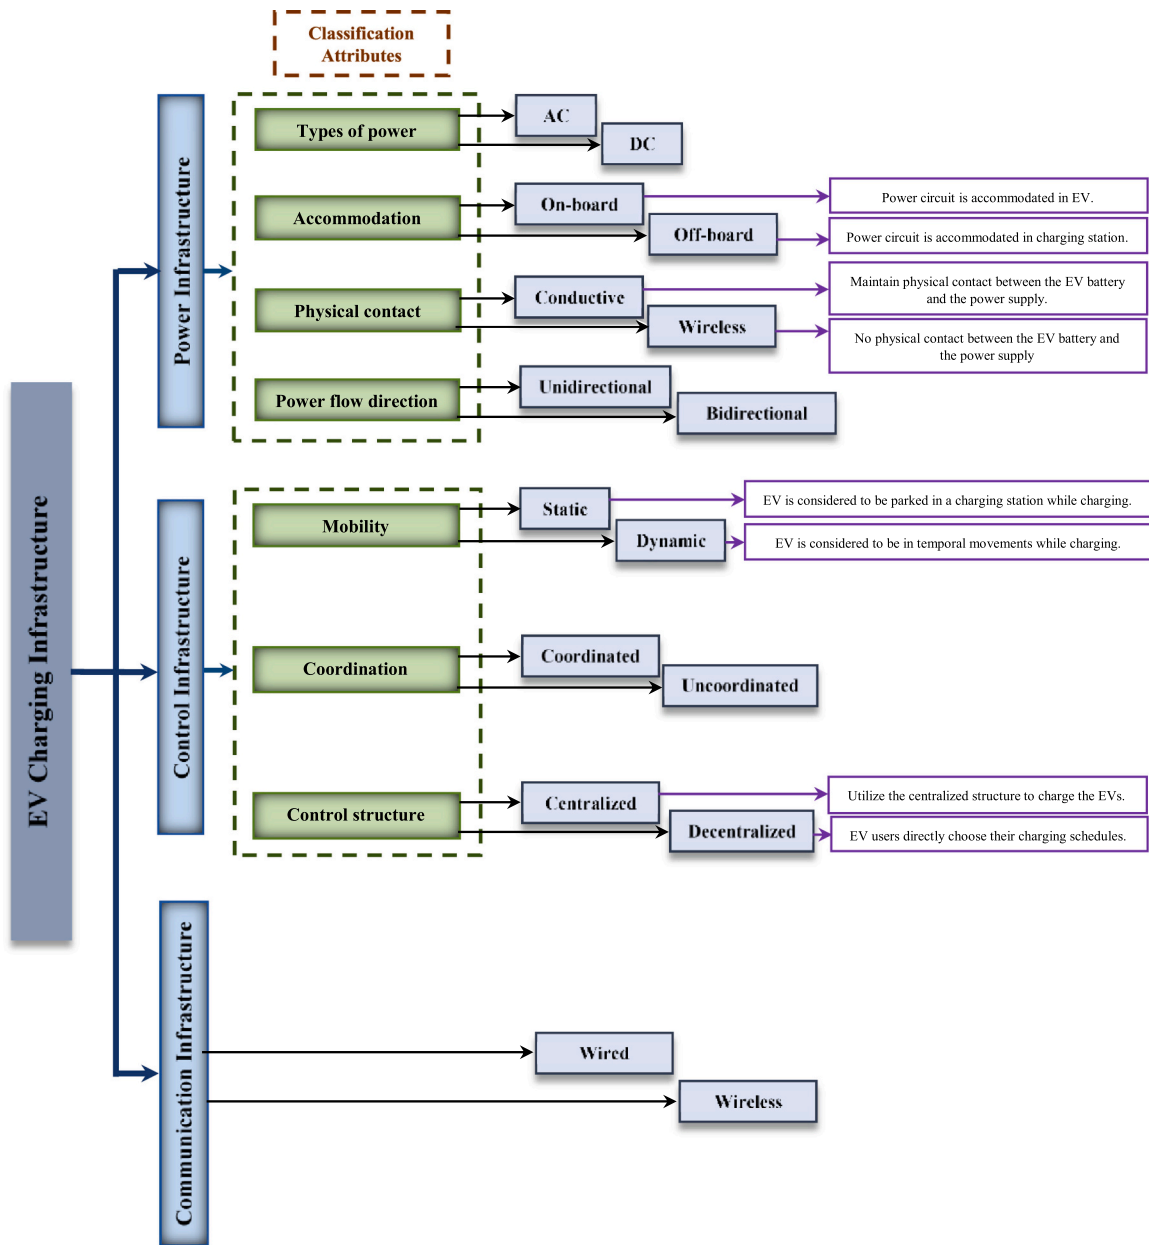 Classification
Attributes
EV Charging Infrastructure
Power Infrastructure
Types of power
AC
DC
Accommodation
On-board
Power circuit is accommodated in EV.
Off-board
Power circuit is accommodated in charging station.
Physical contact
Conductive
Maintain physical contact between the EV battery
and the power supply.
Wireless
No physical contact between the EV battery and
the power supply
Power flow direction
Unidirectional
Bidirectional
Control Infrastructure
Mobility
Static
EV is considered to be parked in a charging station while charging.
Dynamic
EV is considered to be in temporal movements while charging.
Coordination
Coordinated
Uncoordinated
Control structure
Centralized
Utilize the centralized structure to charge the EVs.
Decentralized
EV users directly choose their charging schedules.
Communication Infrastructure
Wired
Wireless